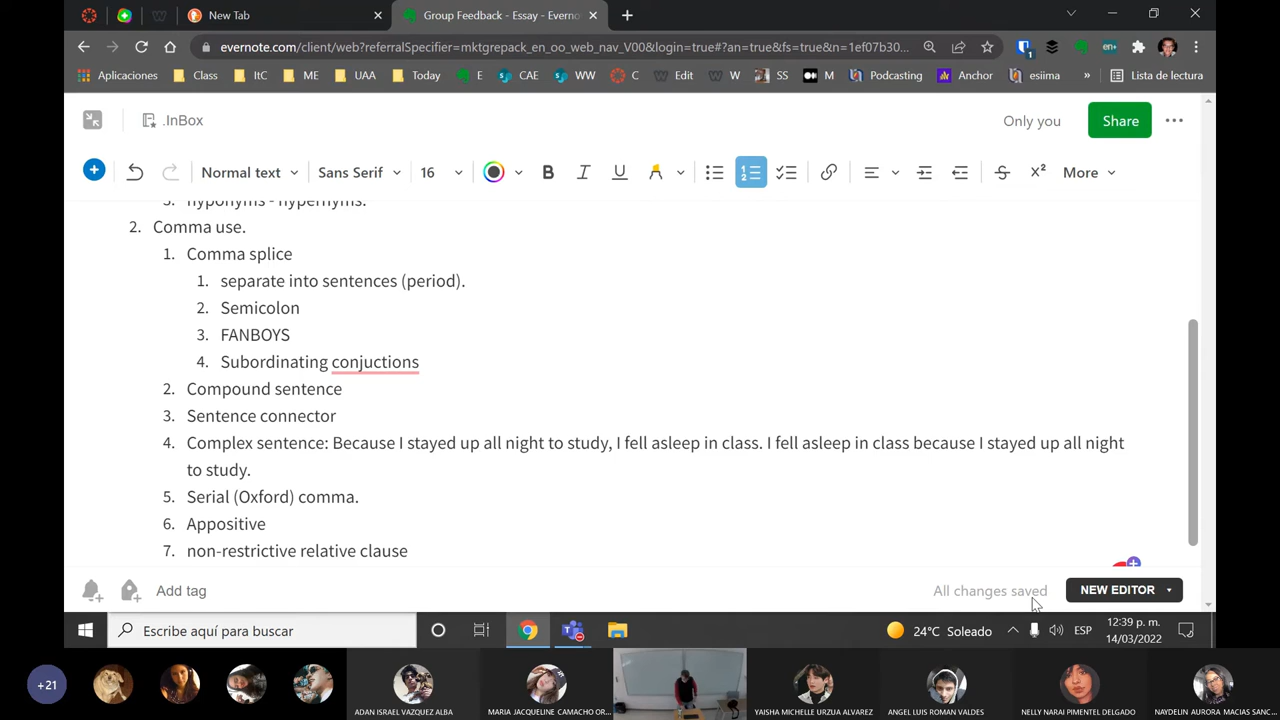 New Tab
Group Feedback - Essay - Everno
evernote.com/client/web?referralSpecifier=mktgrepack_en_oo_web_nav_V00&login=true#?an=true&fs=true&n=1ef07b30...
Aplicaciones Class ItC ME UAA Today E CAE WW C Edit W SS M Podcasting Anchor esiima » Lista de lectura
.InBox Only you Share
Normal text Sans Serif 16 B I U More
3. hyponyms - hypernyms.
2. Comma use.
1. Comma splice
1. separate into sentences (period).
2. Semicolon
3. FANBOYS
4. Subordinating conjuctions
2. Compound sentence
3. Sentence connector
4. Complex sentence: Because I stayed up all night to study, I fell asleep in class. I fell asleep in class because I stayed up all night
to study.
5. Serial (Oxford) comma.
6. Appositive
7. non-restrictive relative clause
Add tag All changes saved NEW EDITOR
Escribe aquí para buscar 24°C Soleado ESP 12:39 p. m.
14/03/2022
+21 ADAN ISRAEL VAZQUEZ ALBA MARIA JACQUELINE CAMACHO OR... YAISHA MICHELLE URZUA ALVAREZ ANGEL LUIS ROMAN VALDES NELLY NARAI PIMENTEL DELGADO NAYDELIN AURORA MACIAS SANC...